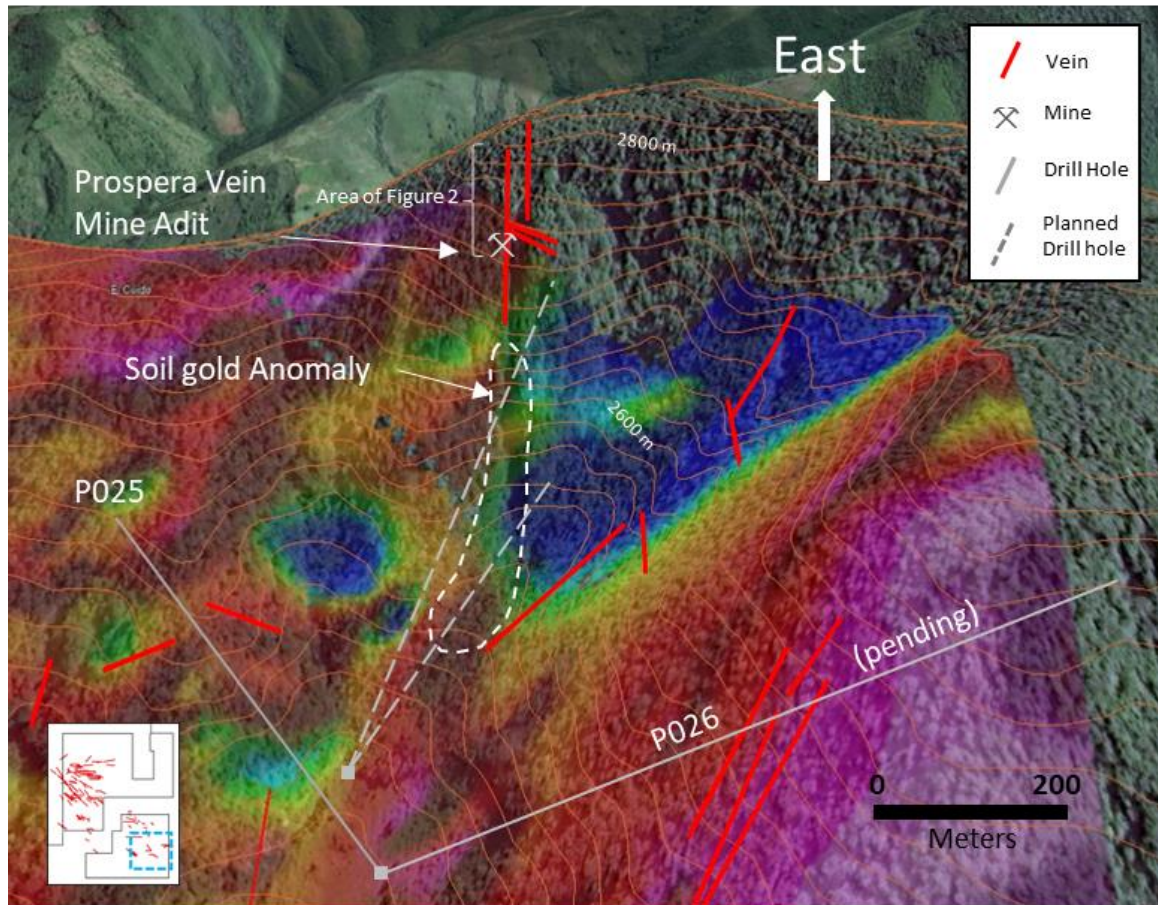 East
Vein
Mine
Drill Hole
Planned
Drill hole
2800 m
Prospera Vein
Mine Adit
Area of Figure 2
Soil gold Anomaly
2600 m
P025
(pending)
P026
0 200
Meters